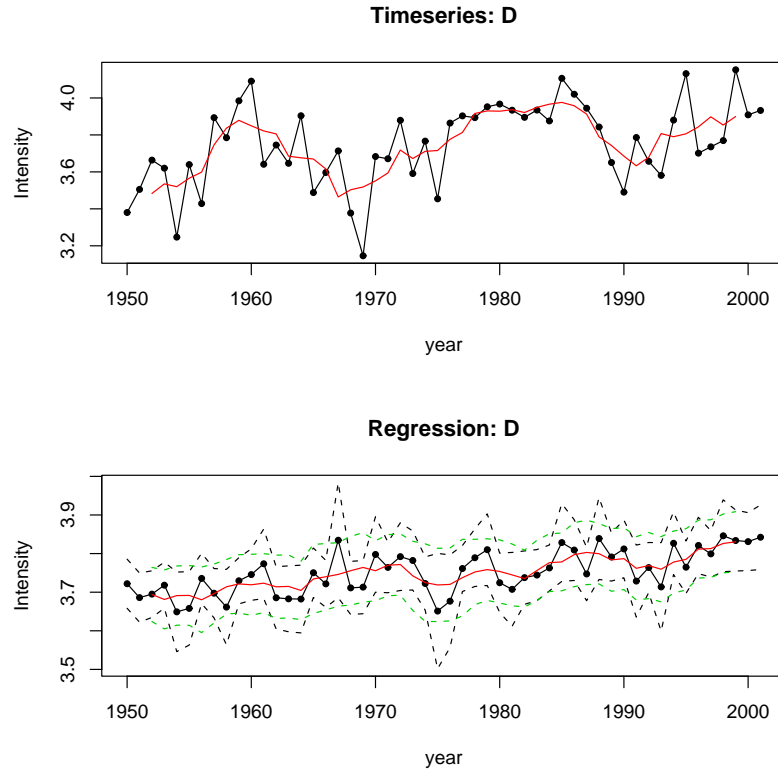 Timeseries: D
Intensity
4.0
3.6
3.2
1950 1960 1970 1980 1990 2000
year
Regression: D
Intensity
3.9
3.7
3.5
1950 1960 1970 1980 1990 2000
year